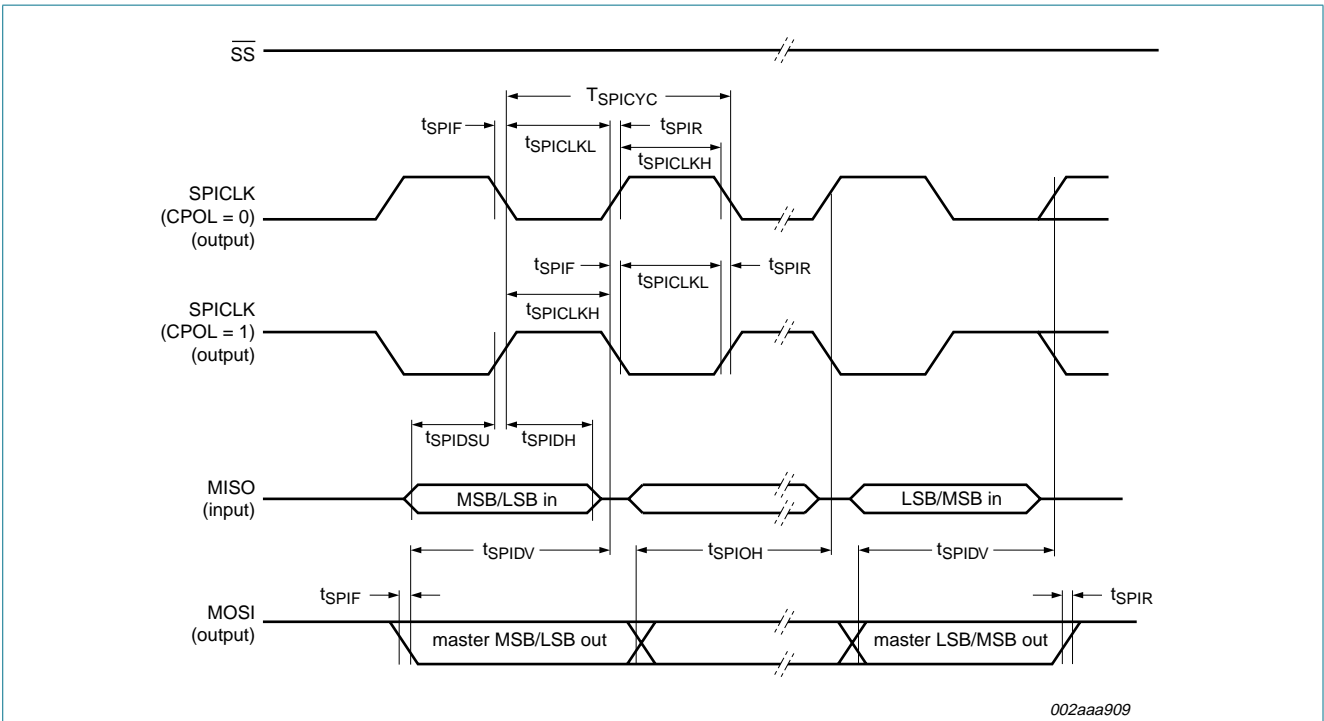 SS
TSPICYC
tSPIF
tSPIR
tSPICLKL
tSPICLKH
SPICLK
(CPOL = 0)
(output)
tSPIF
tSPIR
tSPICLKL
tSPICLKH
SPICLK
(CPOL = 1)
(output)
tSPIDSU
tSPIDH
MISO
(input)
MSB/LSB in
LSB/MSB in
tSPIDV
tSPIOH
tSPIDV
tSPIF
tSPIR
MOSI
(output)
master MSB/LSB out
master LSB/MSB out
002aaa909